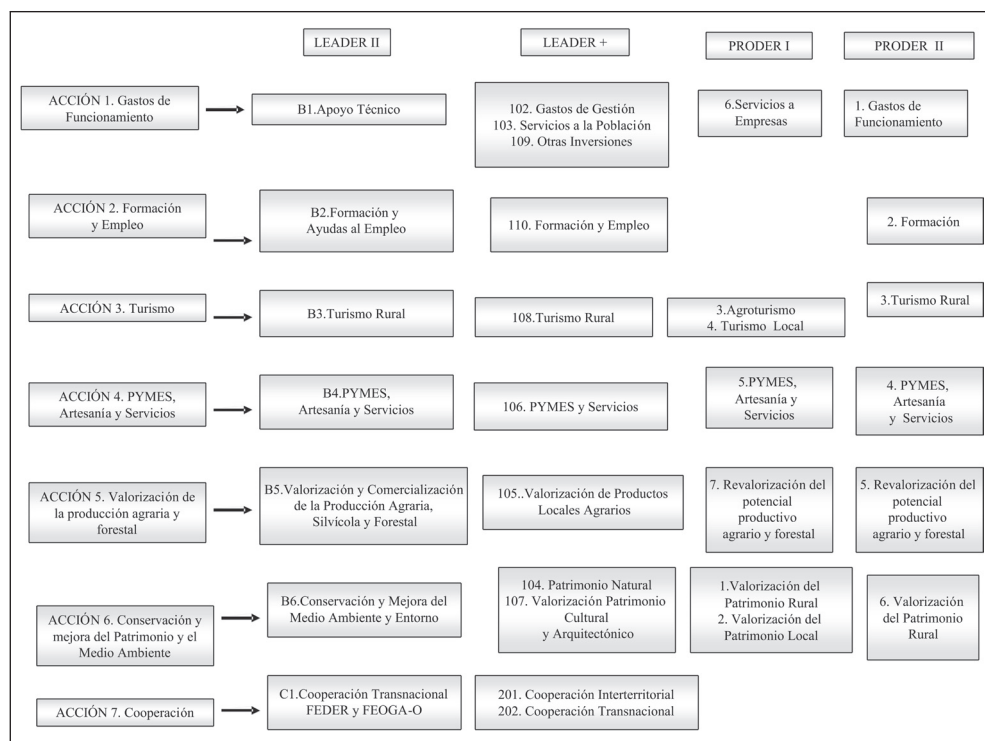 LEADER II
LEADER +
PRODER I
PRODER II
ACCIÓN 1. Gastos de
Funcionamiento
B1.Apoyo Técnico
102. Gastos de Gestión
103. Servicios a la Población
109. Otras Inversiones
6.Servicios a
Empresas
1. Gastos de
Funcionamiento
ACCIÓN 2. Formación
y Empleo
B2.Formación y
Ayudas al Empleo
110. Formación y Empleo
2. Formación
ACCIÓN 3. Turismo
B3.Turismo Rural
108.Turismo Rural
3.Agroturismo
4. Turismo Local
3.Turismo Rural
ACCIÓN 4. PYMES,
Artesanía y Servicios
B4.PYMES,
Artesanía y Servicios
106. PYMES y Servicios
5.PYMES,
Artesanía y
Servicios
4. PYMES,
Artesanía
y Servicios
ACCIÓN 5. Valorización de
la producción agraria y
forestal
B5.Valorización y Comercialización
de la Producción Agraria,
Silvícola y Forestal
105..Valorización de Productos
Locales Agrarios
7. Revalorización del
potencial
productivo
agrario y forestal
5. Revalorización del
potencial
productivo
agrario y forestal
ACCIÓN 6. Conservación y
mejora del Patrimonio y el
Medio Ambiente
B6.Conservación y Mejora del
Medio Ambiente y Entorno
104. Patrimonio Natural
107. Valorización Patrimonio
Cultural
y Arquitectónico
1.Valorización del
Patrimonio Rural
2. Valorización del
Patrimonio Local
6. Valorización
del Patrimonio
Rural
ACCIÓN 7. Cooperación
C1.Cooperación Transnacional
FEDER y FEOGA-O
201. Cooperación Interterritorial
202. Cooperación Transnacional